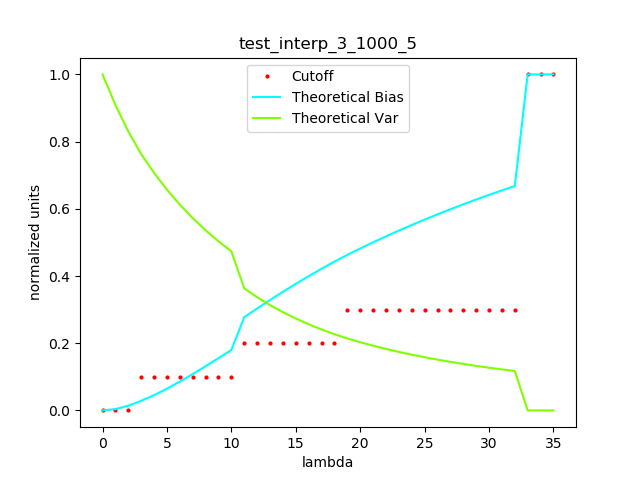 test_interp_3_1000_5
Cutoff
Theoretical Bias
Theoretical Var
normalized units
1.0
0.8
0.6
0.4
0.2
0.0
0 5 10 15 20 25 30 35
lambda